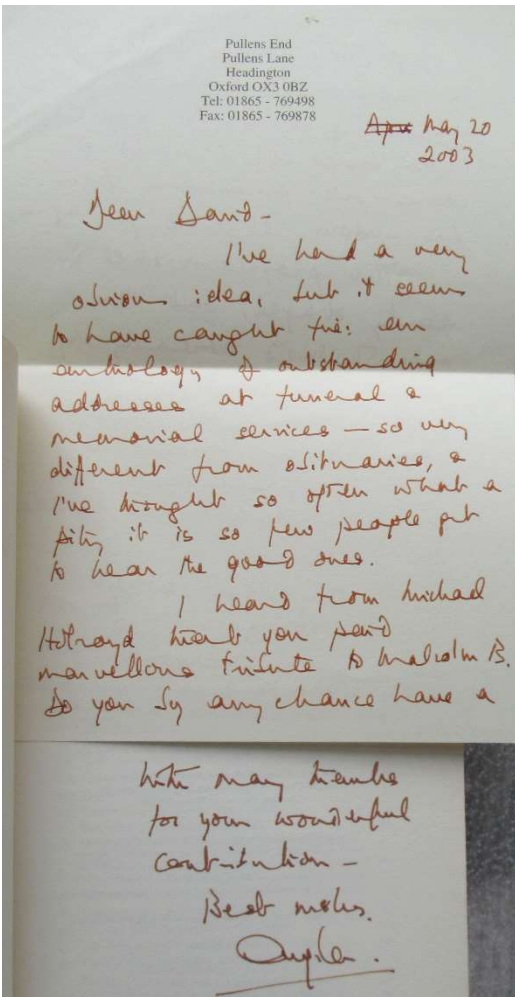 Pullens End
Pullens Lane
Headington
Oxford OX3 0BZ
Tel: 01865 - 769498
Fax: 01865 - 769878
May 20
2003
Dear David -
I've had a very
obvious idea, but it seems
to have caught fire: an
anthology of outstanding
addresses at funeral &
memorial services — so very
different from obituaries, &
I've thought so often what a
pity it is so few people get
to hear the good ones.
I heard from Michael
Holroyd that you paid
marvellous tribute to Malcolm B.
Do you by any chance have a
With many thanks
for your wonderful
contribution -
Best wishes.